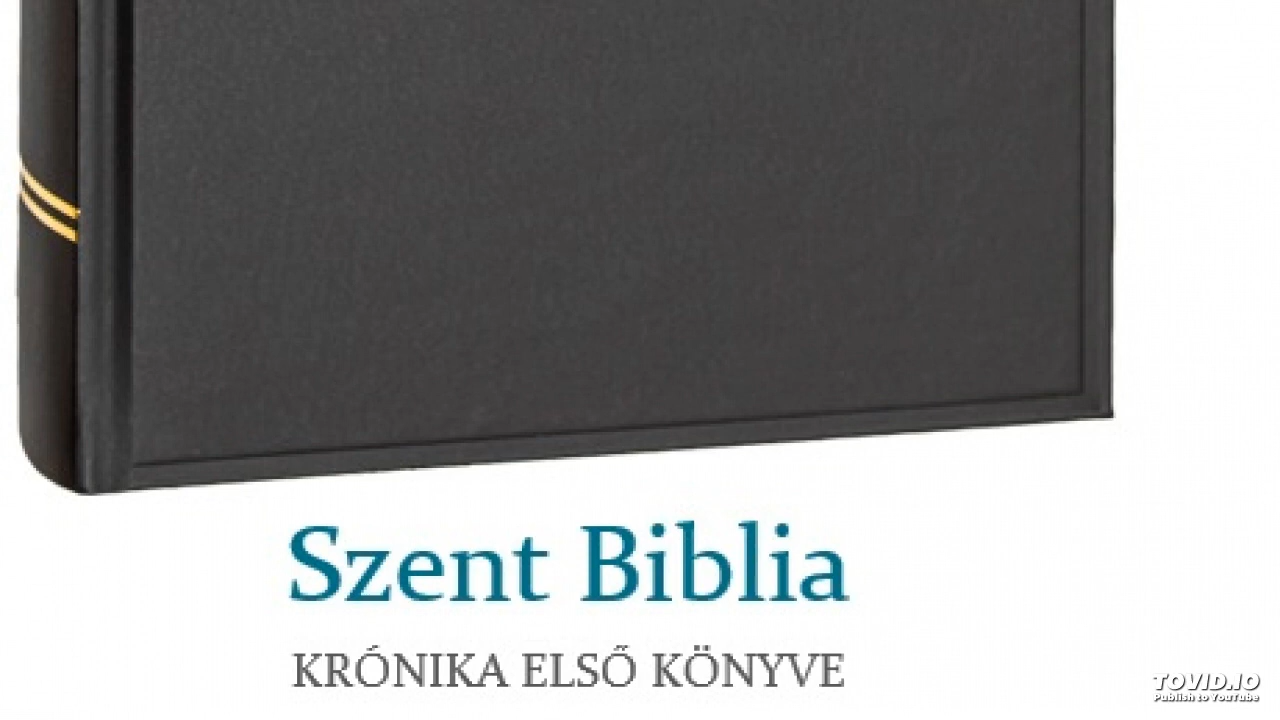 Szent Biblia
KRÓNIKA ELSŐ KÖNYVE
TOVID.IO
Publish to YouTube